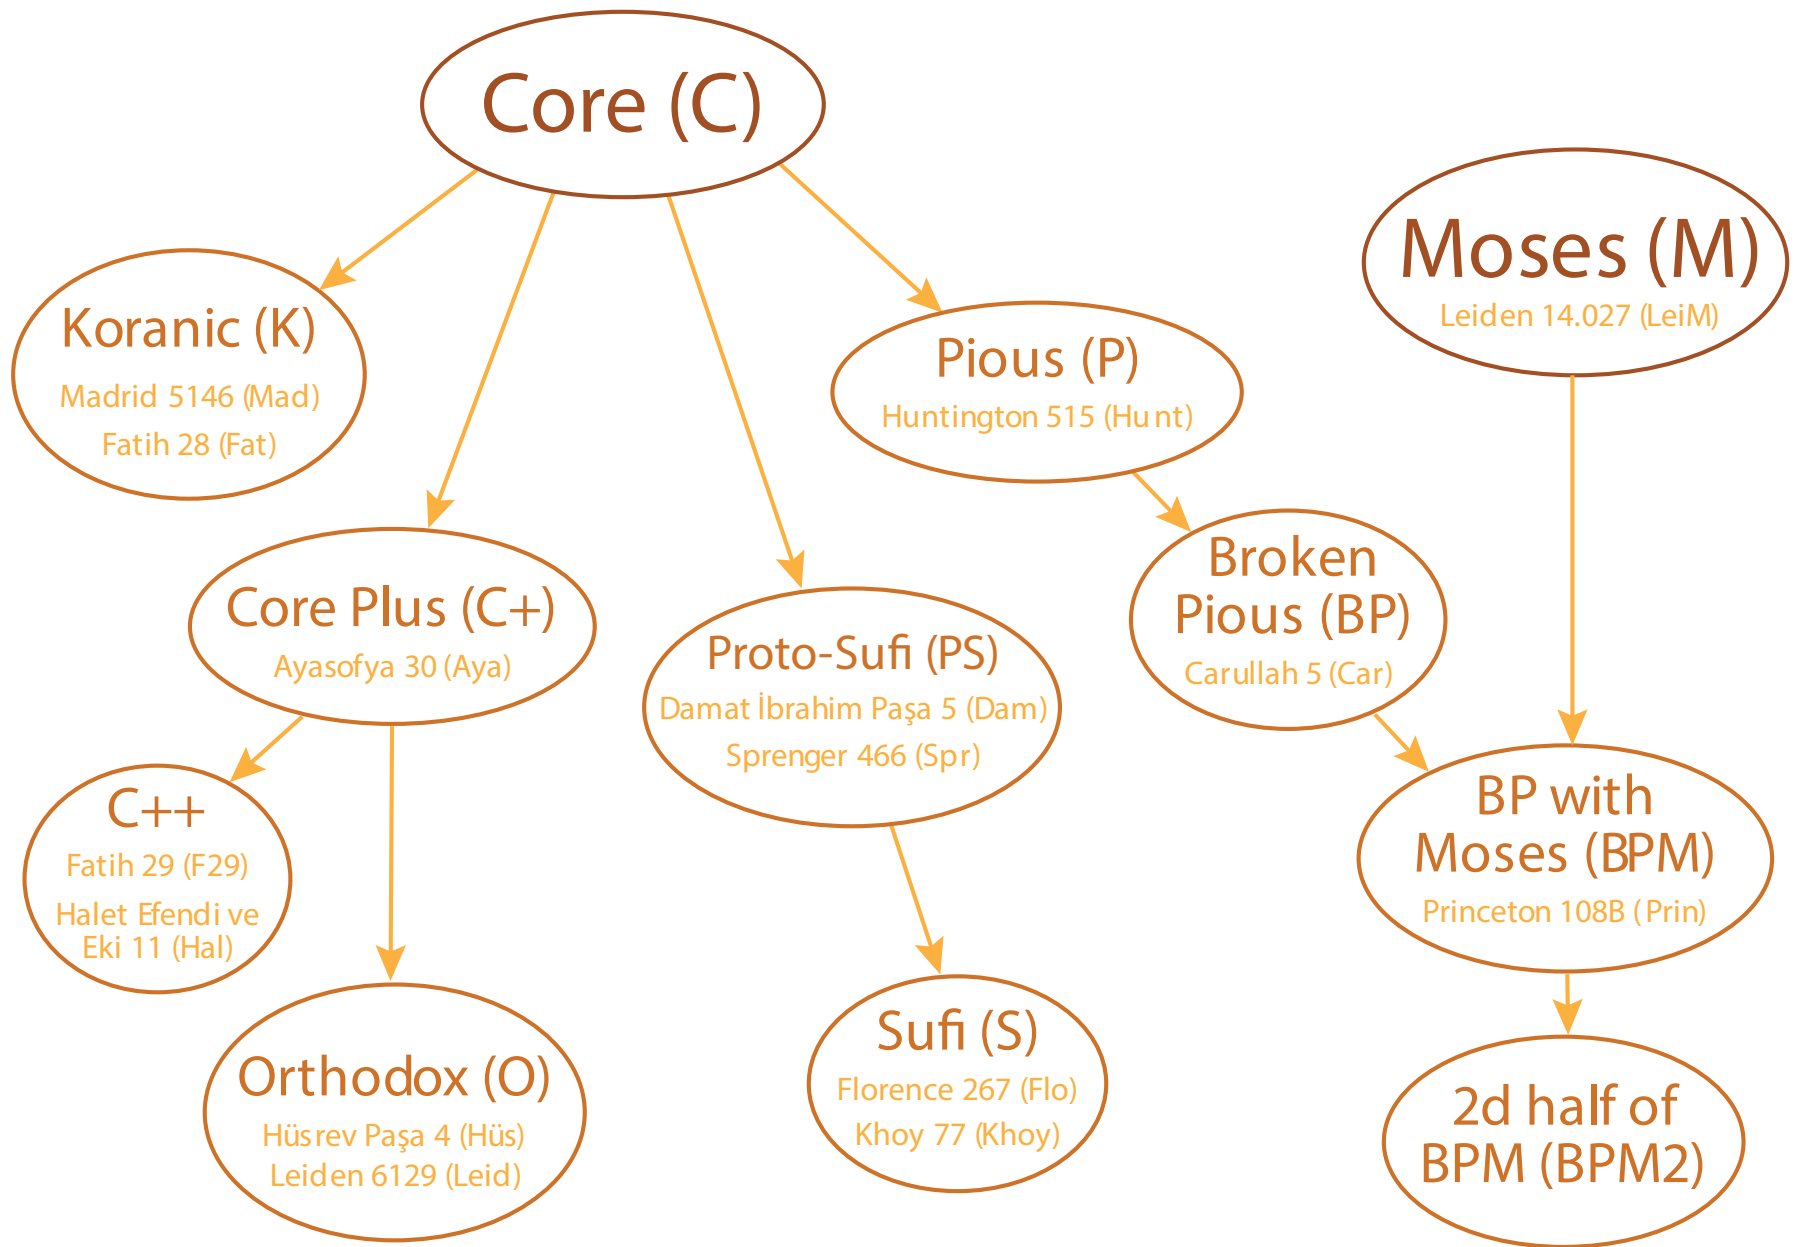 Core (C)
Moses (M)
Leiden 14.027 (LeiM)
Koranic (K)
Madrid 5146 (Mad)
Fatih 28 (Fat)
Pious (P)
Huntington 515 (Hunt)
Broken
Pious (BP)
Carullah 5 (Car)
Core Plus (C+)
Ayasofya 30 (Aya)
Proto-Sufi (PS)
Damat İbrahim Paşa 5 (Dam)
Sprenger 466 (Spr)
C++
Fatih 29 (F29)
Halet Efendi ve
Eki 11 (Hal)
BP with
Moses (BPM)
Princeton 108B (Prin)
Orthodox (O)
Hüsrev Paşa 4 (Hüs)
Leiden 6129 (Leid)
Sufi (S)
Florence 267 (Flo)
Khoy 77 (Khoy)
2d half of
BPM (BPM2)